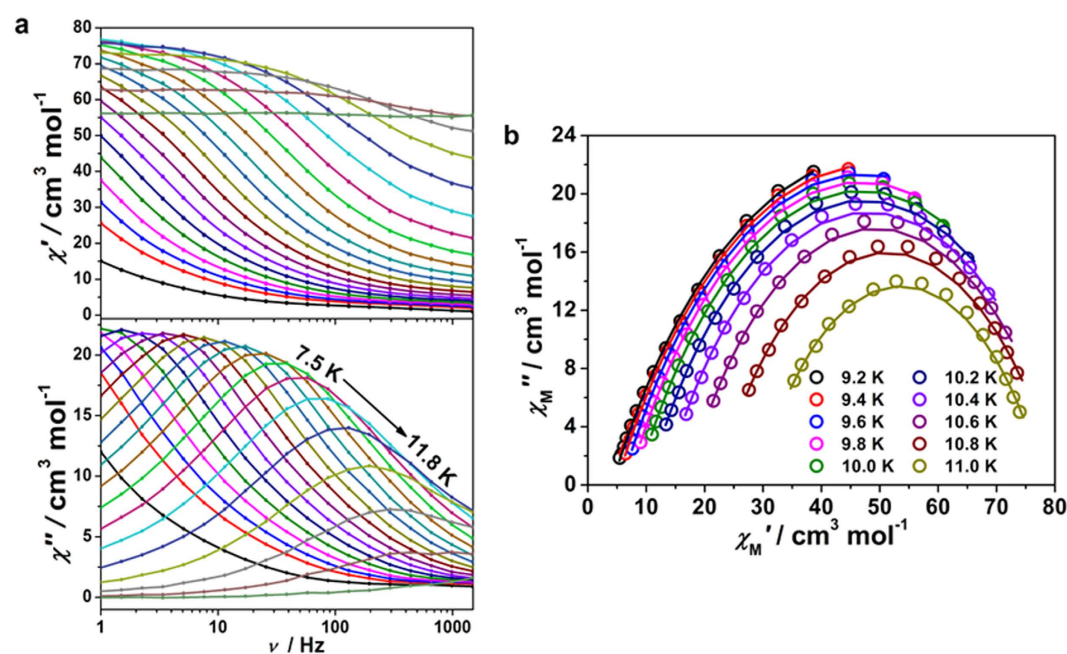 a
80
70
60
50
40
30
20
10
0
χ′ / cm³ mol⁻¹
20
15
10
5
0
χ″ / cm³ mol⁻¹
7.5 K
11.8 K
1
10
100
1000
ν / Hz
b
24
20
16
12
8
4
0
χM″ / cm³ mol⁻¹
9.2 K
9.4 K
9.6 K
9.8 K
10.0 K
10.2 K
10.4 K
10.6 K
10.8 K
11.0 K
0 10 20 30 40 50 60 70 80
χM′ / cm³ mol⁻¹